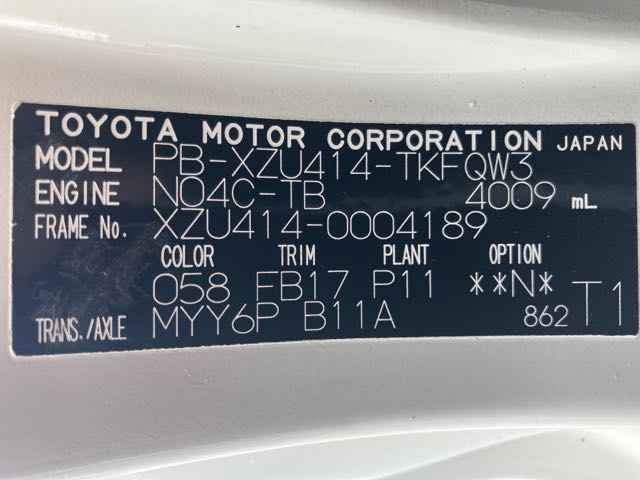 TOYOTA MOTOR CORPORATION JAPAN
MODEL PB-XZU414-TKFQW3
ENGINE N04C-TB 4009 mL
FRAME No. XZU414-0004189
COLOR TRIM PLANT OPTION
058 FB17 P11 **N*
TRANS./AXLE MYY6P B11A 862 T1